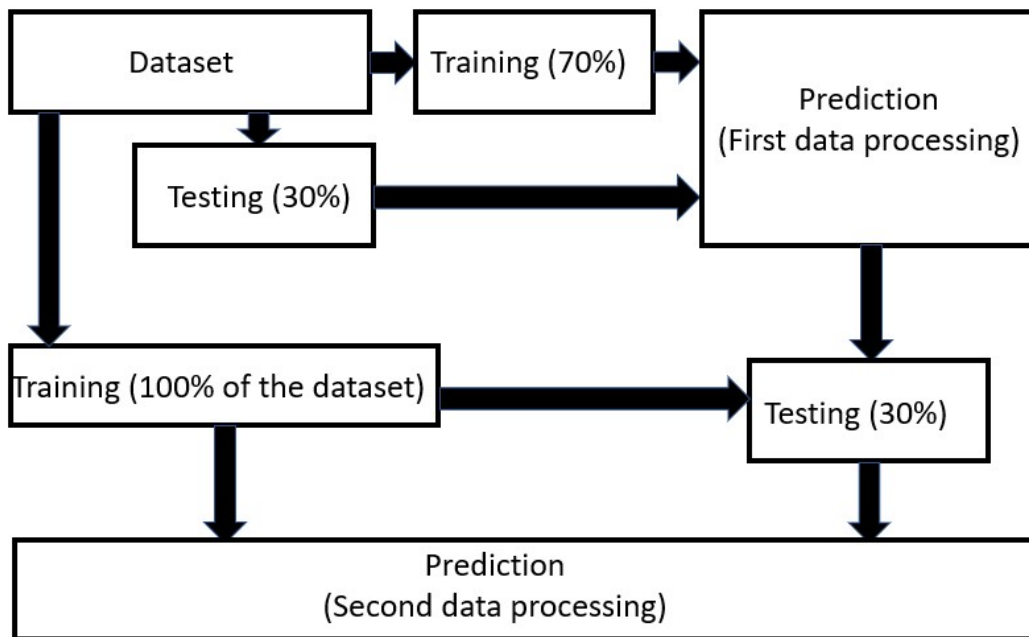 Dataset
Training (70%)
Prediction
(First data processing)
Testing (30%)
Training (100% of the dataset)
Testing (30%)
Prediction
(Second data processing)